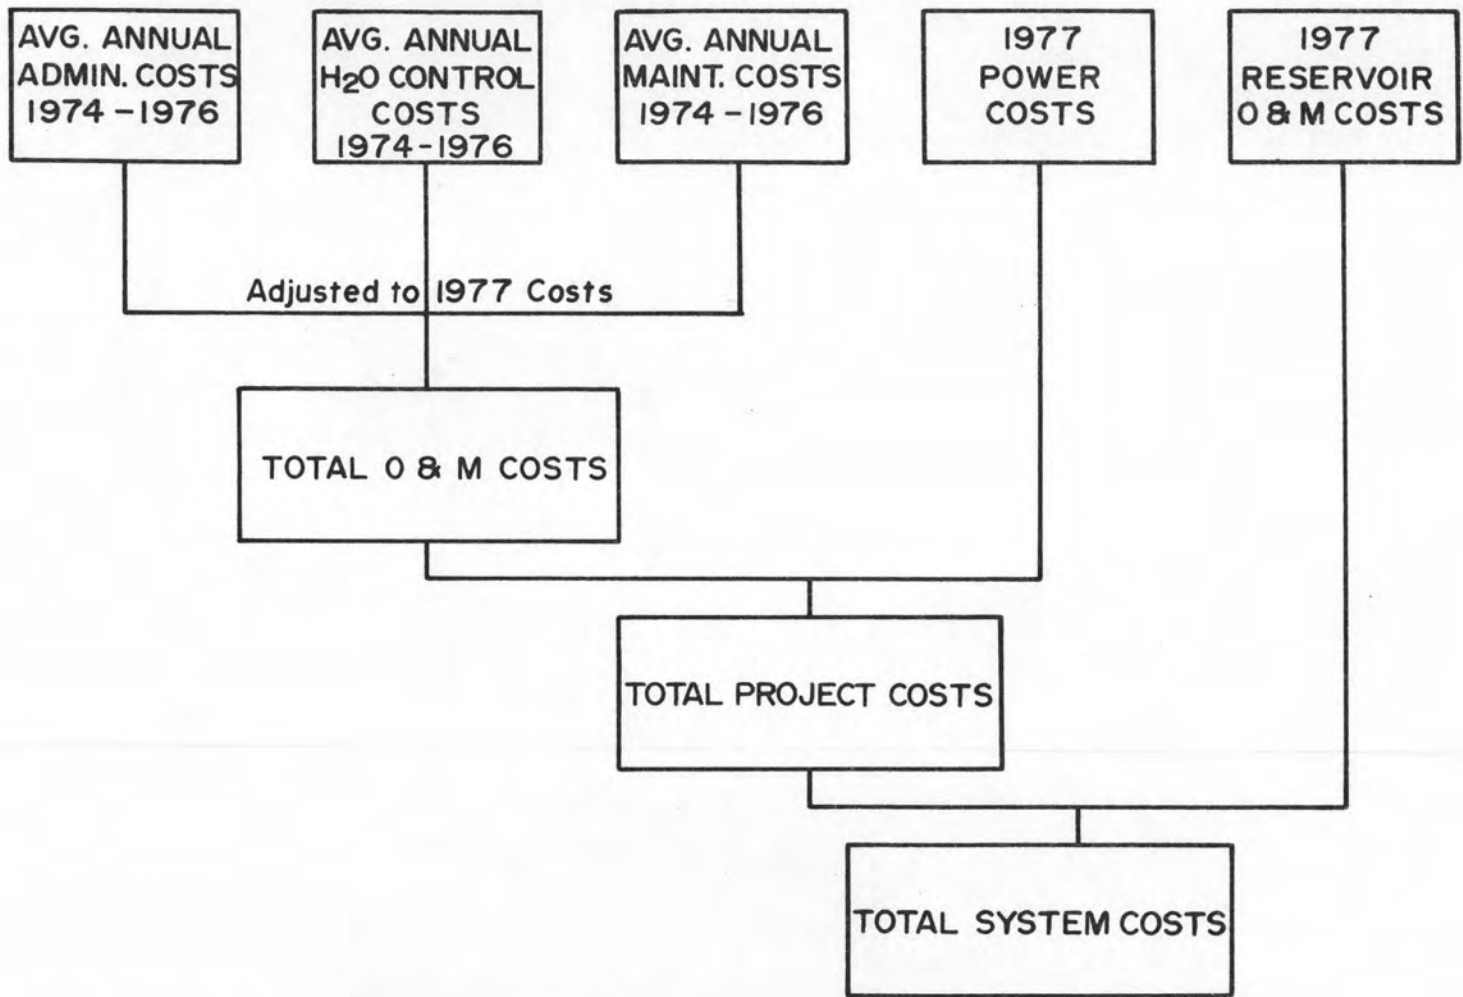 AVG. ANNUAL
ADMIN. COSTS
1974-1976
AVG. ANNUAL
H2O CONTROL
COSTS
1974-1976
AVG. ANNUAL
MAINT. COSTS
1974-1976
1977
POWER
COSTS
1977
RESERVOIR
O & M COSTS
Adjusted to 1977 Costs
TOTAL O & M COSTS
TOTAL PROJECT COSTS
TOTAL SYSTEM COSTS